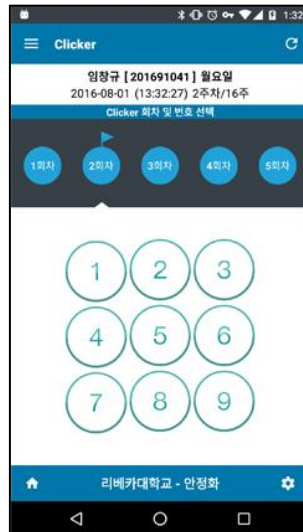 1:32
Clicker
임창규 [201691041] 월요일
2016-08-01 (13:32:27) 2주차/16주
Clicker 회차 및 번호 선택
1회차 2회차 3회차 4회차 5회차
1 2 3
4 5 6
7 8 9
리베카대학교 - 안정화